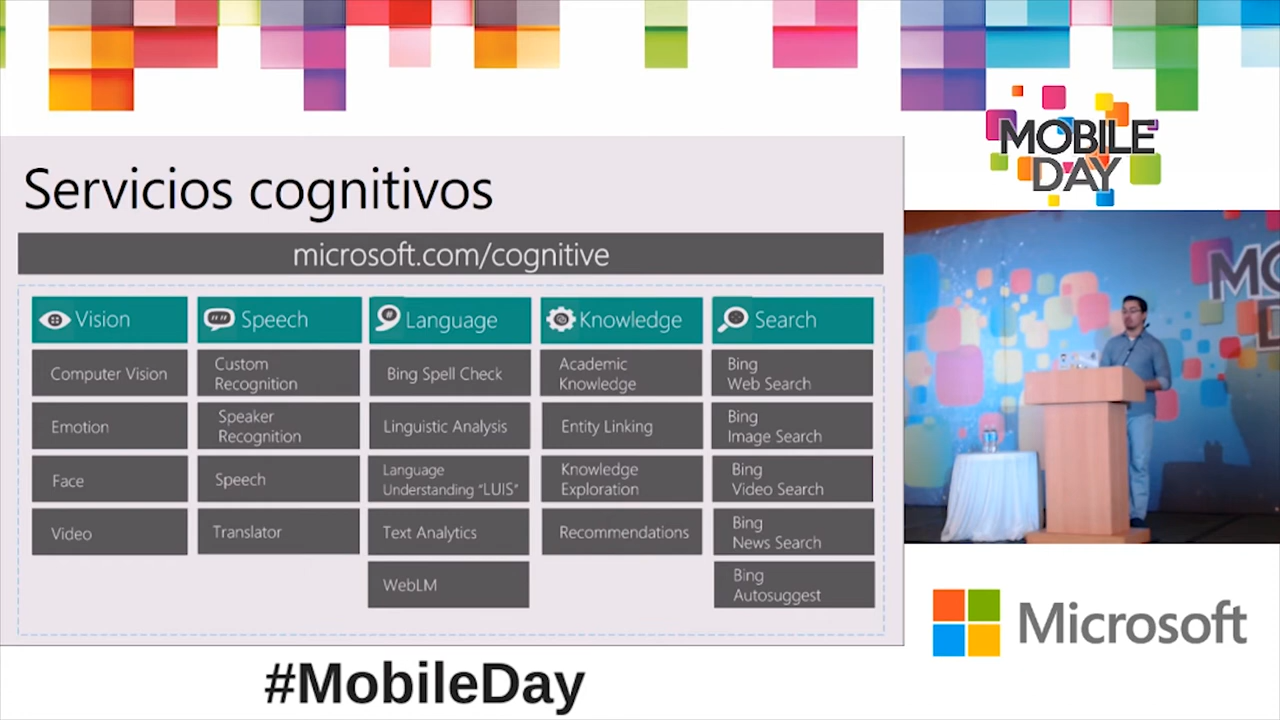 MOBILE
DAY
Servicios cognitivos
microsoft.com/cognitive
Vision
Computer Vision
Emotion
Face
Video
Speech
Custom
Recognition
Speaker
Recognition
Speech
Translator
Language
Bing Spell Check
Linguistic Analysis
Language
Understanding "LUIS"
Text Analytics
WebLM
Knowledge
Academic
Knowledge
Entity Linking
Knowledge
Exploration
Recommendations
Search
Bing
Web Search
Bing
Image Search
Bing
Video Search
Bing
News Search
Bing
Autosuggest
MO
D
Microsoft
#MobileDay